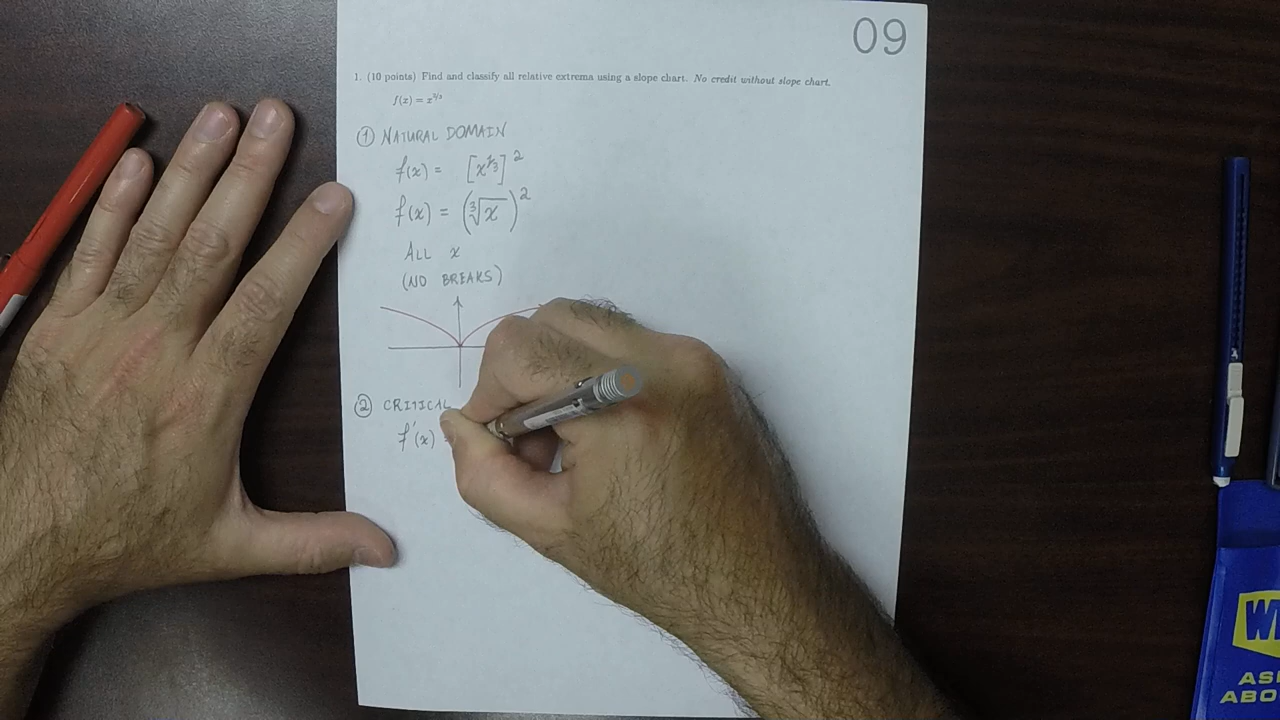 09
1. (10 points) Find and classify all relative extrema using a slope chart. No credit without slope chart.
f(x) = x^{2/3}
① NATURAL DOMAIN
f(x) = [x^{1/3}]^2
f(x) = (∛x)^2
ALL x
(NO BREAKS)
② CRITICAL
f'(x)
ABO